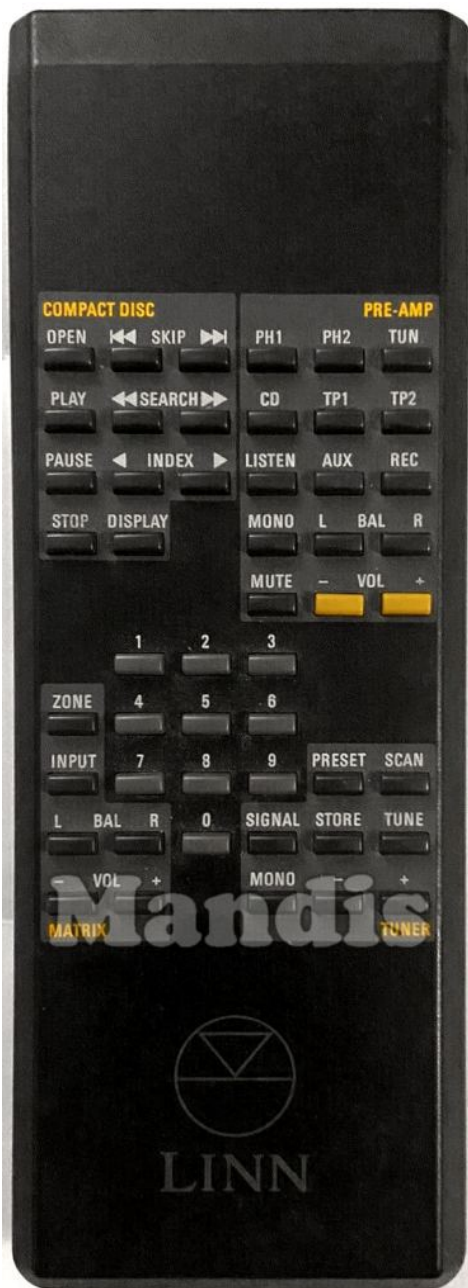 COMPACT DISC PRE-AMP
OPEN SKIP PH1 PH2 TUN
PLAY SEARCH CD TP1 TP2
PAUSE INDEX LISTEN AUX REC
STOP DISPLAY MONO L BAL R
MUTE - VOL +
1 2 3
ZONE 4 5 6
INPUT 7 8 9 PRESET SCAN
L BAL R 0 SIGNAL STORE TUNE
- VOL + MONO - +
Mandis
MATRIX TUNER
LINN